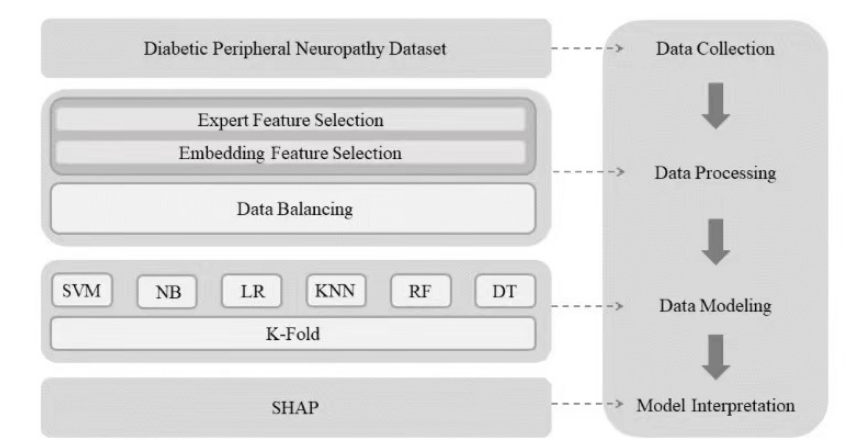 Diabetic Peripheral Neuropathy Dataset
Data Collection
Expert Feature Selection
Embedding Feature Selection
Data Processing
Data Balancing
SVM
NB
LR
KNN
RF
DT
Data Modeling
K-Fold
SHAP
Model Interpretation